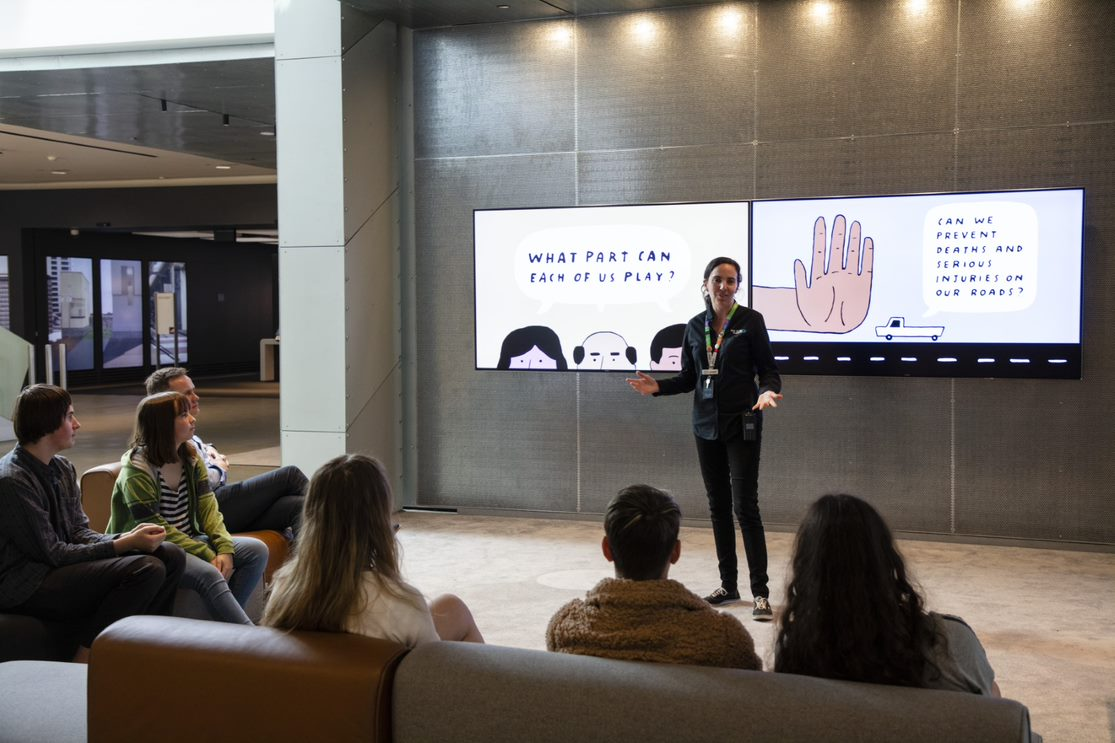 WHAT PART CAN
EACH OF US PLAY?
CAN WE
PREVENT
DEATHS AND
SERIOUS
INJURIES ON
OUR ROADS?